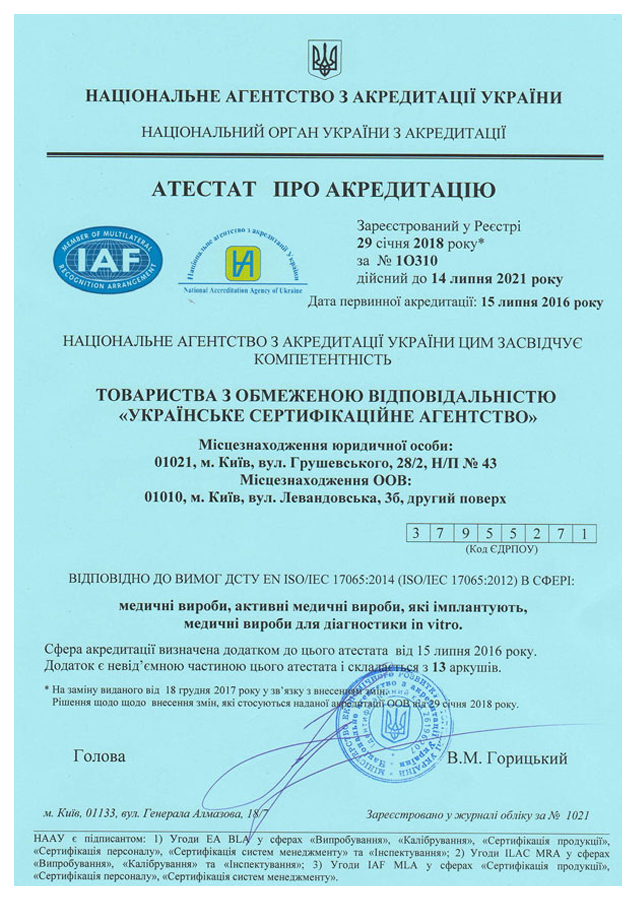 НАЦІОНАЛЬНЕ АГЕНТСТВО З АКРЕДИТАЦІЇ УКРАЇНИ
НАЦІОНАЛЬНИЙ ОРГАН УКРАЇНИ З АКРЕДИТАЦІЇ
АТЕСТАТ ПРО АКРЕДИТАЦІЮ
MEMBER OF MULTILATERAL
IAF
RECOGNITION ARRANGEMENT
Національне агентство з акредитації України
National Accreditation Agency of Ukraine
Зареєстрований у Реєстрі
29 січня 2018 року*
за № 1О310
дійсний до 14 липня 2021 року
Дата первинної акредитації: 15 липня 2016 року
НАЦІОНАЛЬНЕ АГЕНТСТВО З АКРЕДИТАЦІЇ УКРАЇНИ ЦИМ ЗАСВІДЧУЄ
КОМПЕТЕНТНІСТЬ
ТОВАРИСТВА З ОБМЕЖЕНОЮ ВІДПОВІДАЛЬНІСТЮ
«УКРАЇНСЬКЕ СЕРТИФІКАЦІЙНЕ АГЕНТСТВО»
Місцезнаходження юридичної особи:
01021, м. Київ, вул. Грушевського, 28/2, Н/П № 43
Місцезнаходження ООВ:
01010, м. Київ, вул. Левандовська, 3б, другий поверх
3 7 9 5 5 2 7 1
(Код ЄДРПОУ)
ВІДПОВІДНО ДО ВИМОГ ДСТУ EN ISO/IEC 17065:2014 (ISO/IEC 17065:2012) В СФЕРІ:
медичні вироби, активні медичні вироби, які імплантують,
медичні вироби для діагностики in vitro.
Сфера акредитації визначена додатком до цього атестата від 15 липня 2016 року.
Додаток є невід’ємною частиною цього атестата і складається з 13 аркушів.
* На заміну виданого від 18 грудня 2017 року у зв’язку з внесенням змін.
Рішення щодо щодо внесення змін, які стосуються наданої акредитації ООВ від 29 січня 2018 року.
Голова
В.М. Горицький
м. Київ, 01133, вул. Генерала Алмазова, 18/7
Зареєстровано у журналі обліку за № 1021
НААУ є підписантом: 1) Угоди EA BLA у сферах «Випробування», «Калібрування», «Сертифікація продукції»,
«Сертифікація персоналу», «Сертифікація систем менеджменту» та «Інспектування»; 2) Угоди ILAC MRA у сферах
«Випробування», «Калібрування» та «Інспектування»; 3) Угоди IAF MLA у сферах «Сертифікація продукції»,
«Сертифікація персоналу», «Сертифікація систем менеджменту».